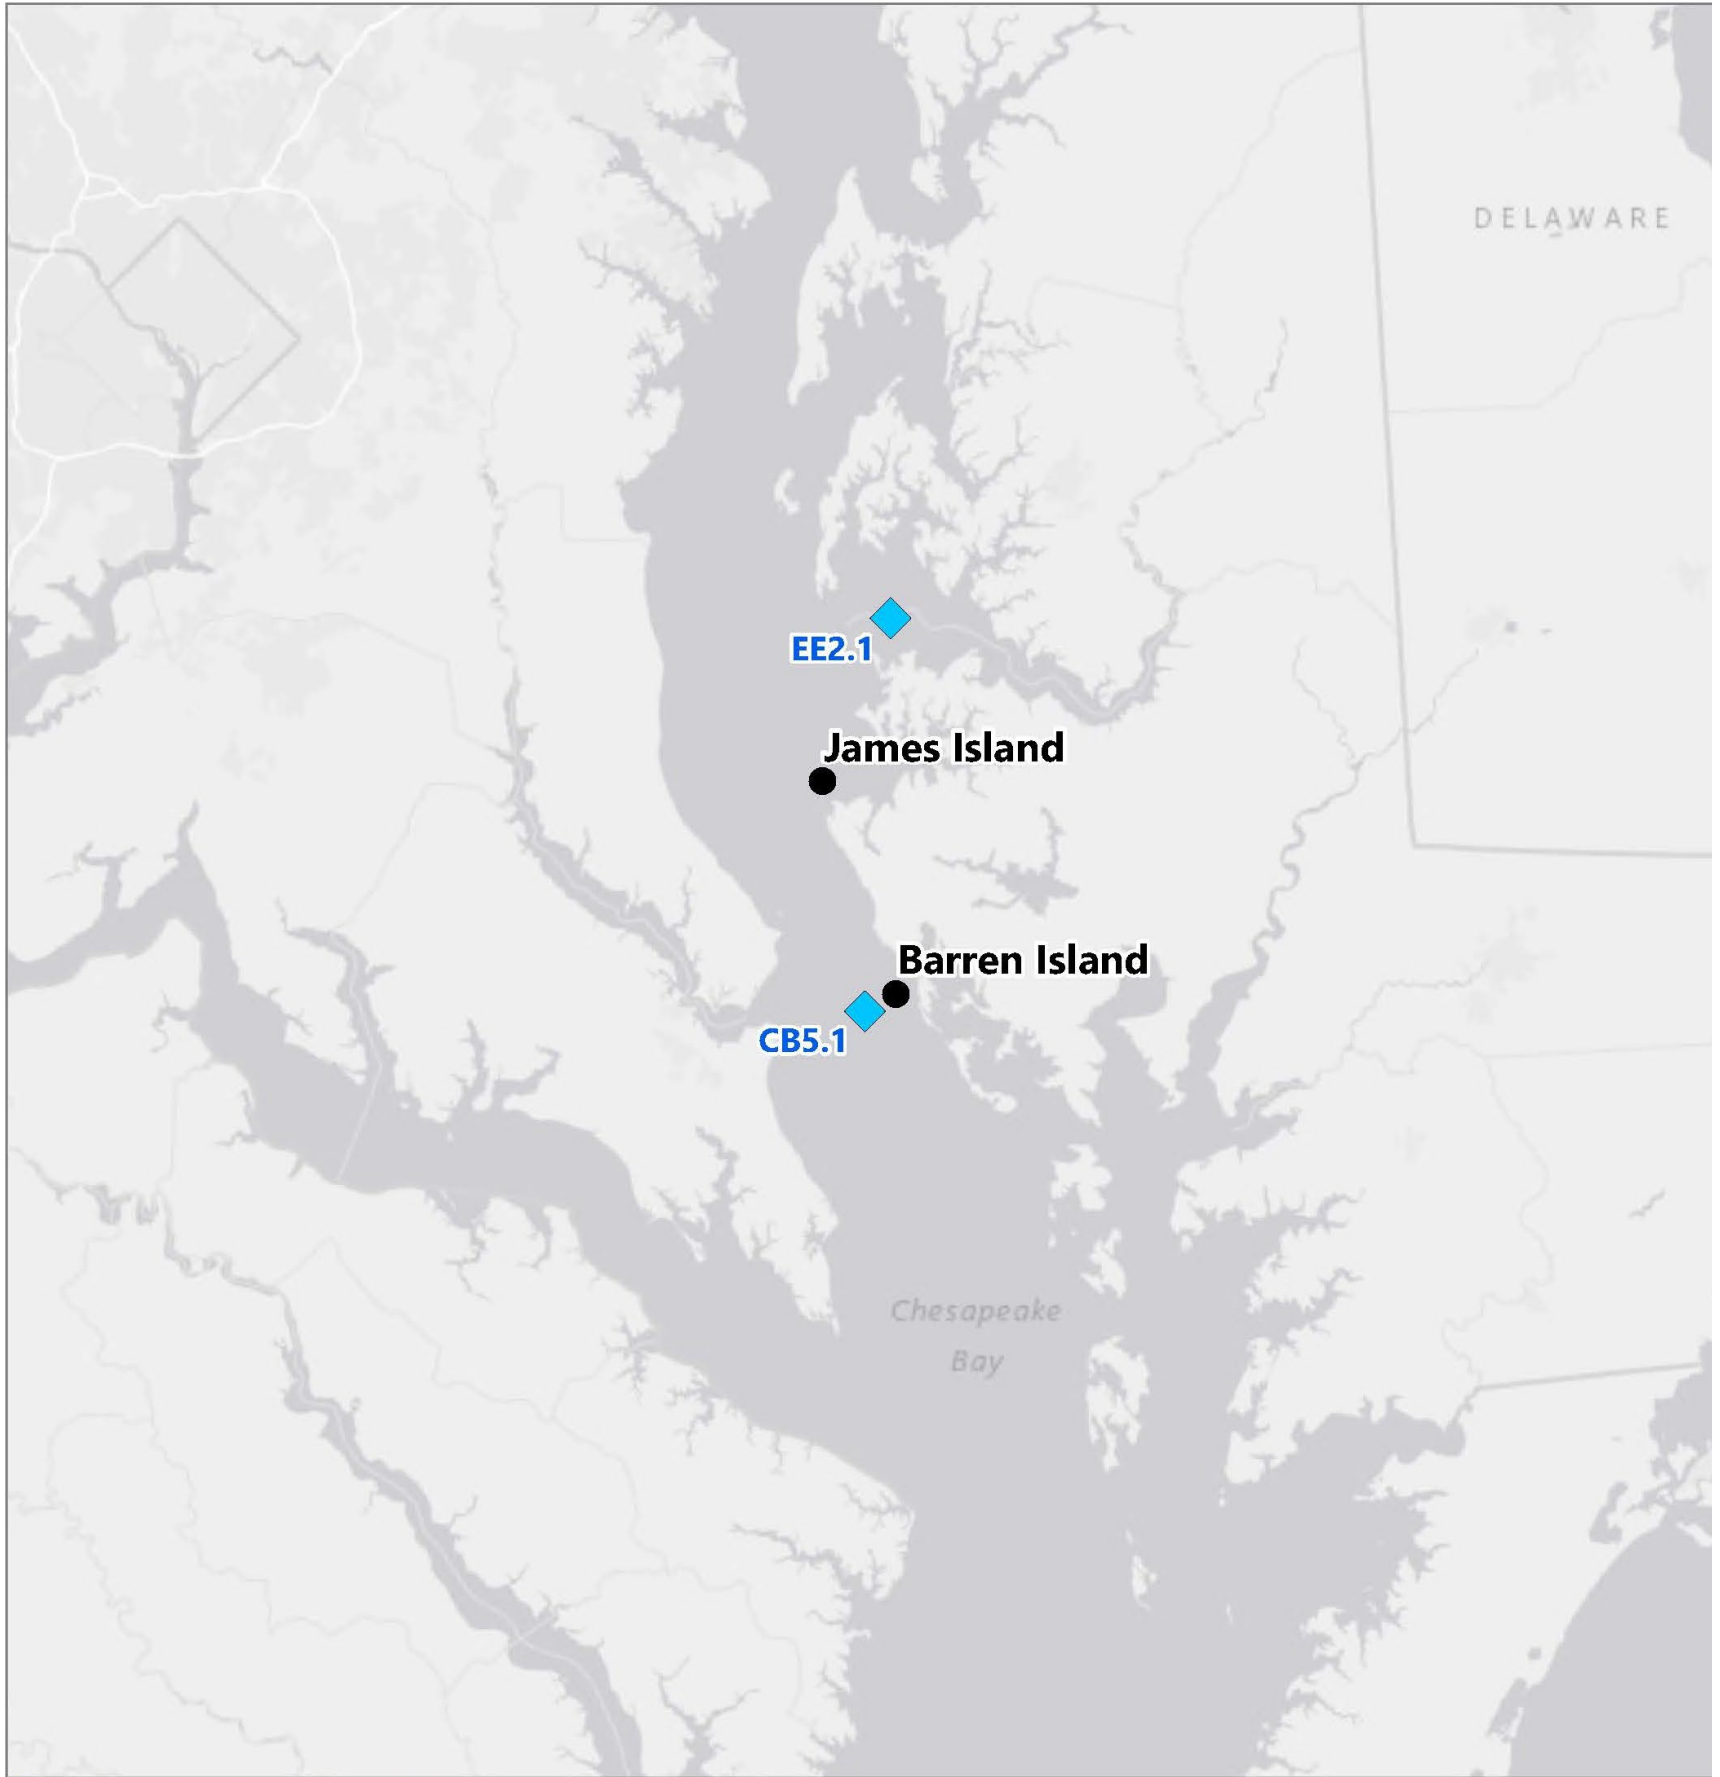 DELAWARE
EE2.1
James Island
Barren Island
CB5.1
Chesapeake
Bay